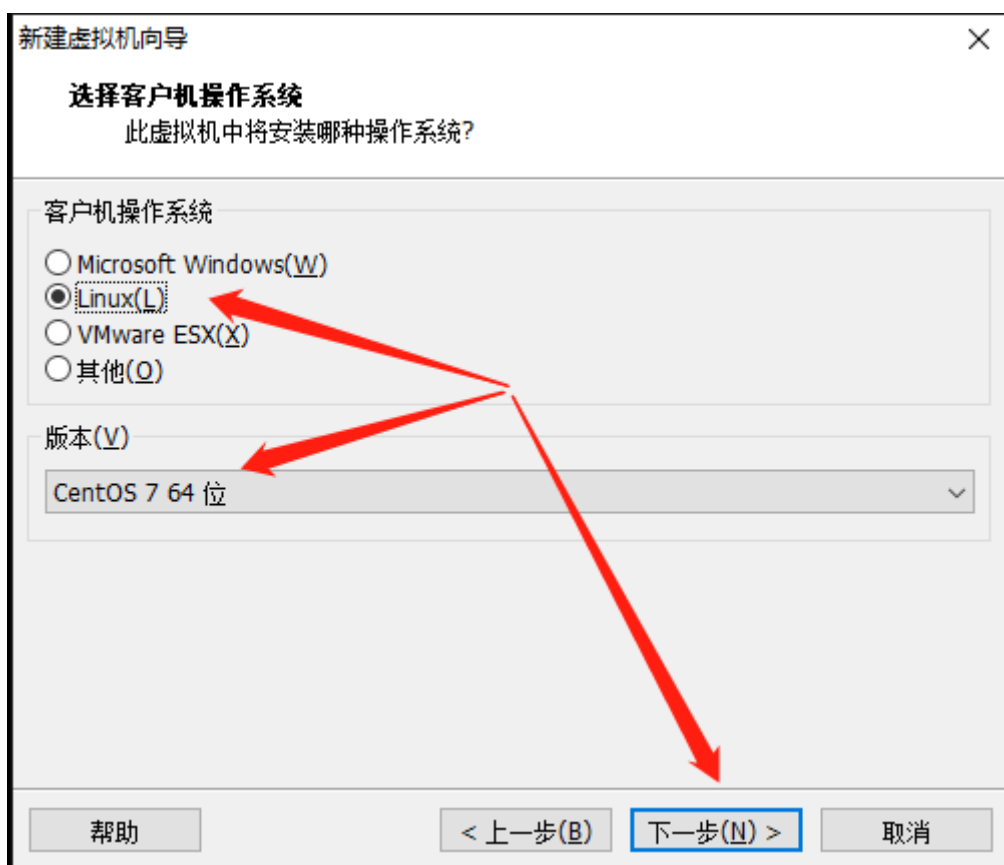 新建虚拟机向导
选择客户机操作系统
此虚拟机中将安装哪种操作系统?
客户机操作系统
Microsoft Windows(W)
Linux(L)
VMware ESX(X)
其他(O)
版本(V)
CentOS 7 64 位
帮助
< 上一步(B)
下一步(N) >
取消